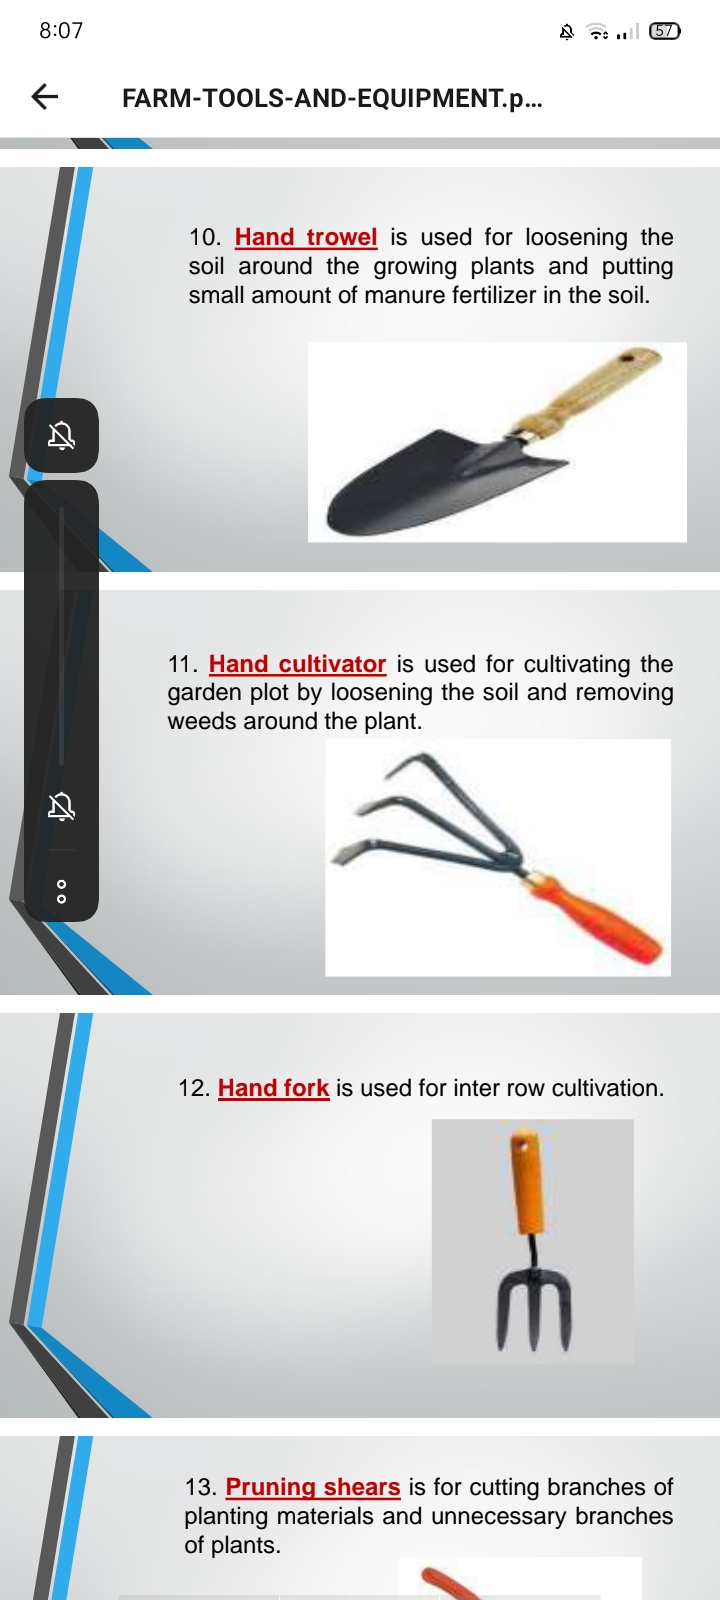 8:07
57
FARM-TOOLS-AND-EQUIPMENT.p...
10. Hand trowel is used for loosening the
soil around the growing plants and putting
small amount of manure fertilizer in the soil.
11. Hand cultivator is used for cultivating the
garden plot by loosening the soil and removing
weeds around the plant.
12. Hand fork is used for inter row cultivation.
13. Pruning shears is for cutting branches of
planting materials and unnecessary branches
of plants.